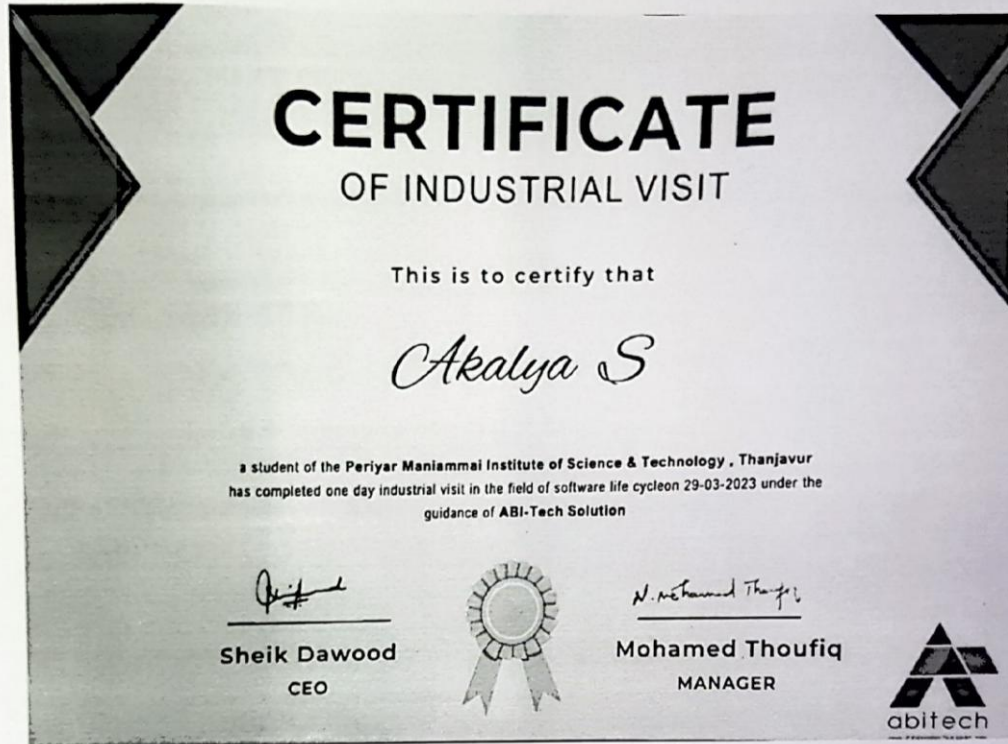 CERTIFICATE
OF INDUSTRIAL VISIT
This is to certify that
Akalya S
a student of the Periyar Maniammai Institute of Science & Technology , Thanjavur
has completed one day industrial visit in the field of software life cycleon 29-03-2023 under the
guidance of ABI-Tech Solution
N. Mohamed Thoufiq
Sheik Dawood
Mohamed Thoufiq
CEO
MANAGER
abitech